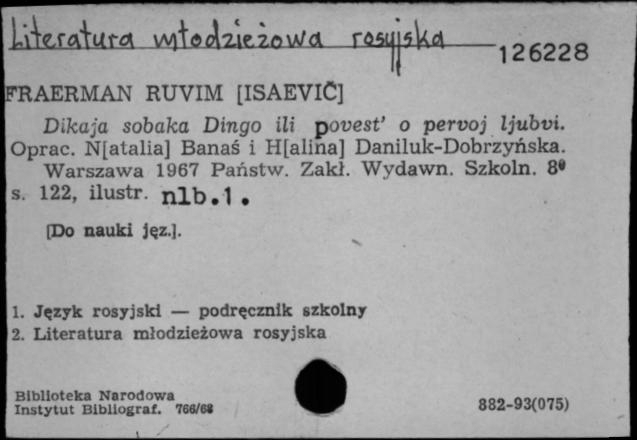 Literatura młodzieżowa rosyjska
126228
FRAERMAN RUVIM [ISAEVIČ]
Dikaja sobaka Dingo ili povest' o pervoj ljubvi.
Oprac. N[atalia] Banaś i H[alina] Daniluk-Dobrzyńska.
Warszawa 1967 Państw. Zakł. Wydawn. Szkoln. 8°
s. 122, ilustr. nlb.1.
[Do nauki jęz.].
1. Język rosyjski — podręcznik szkolny
2. Literatura młodzieżowa rosyjska
Biblioteka Narodowa
Instytut Bibliograf. 766/68
882-93(075)